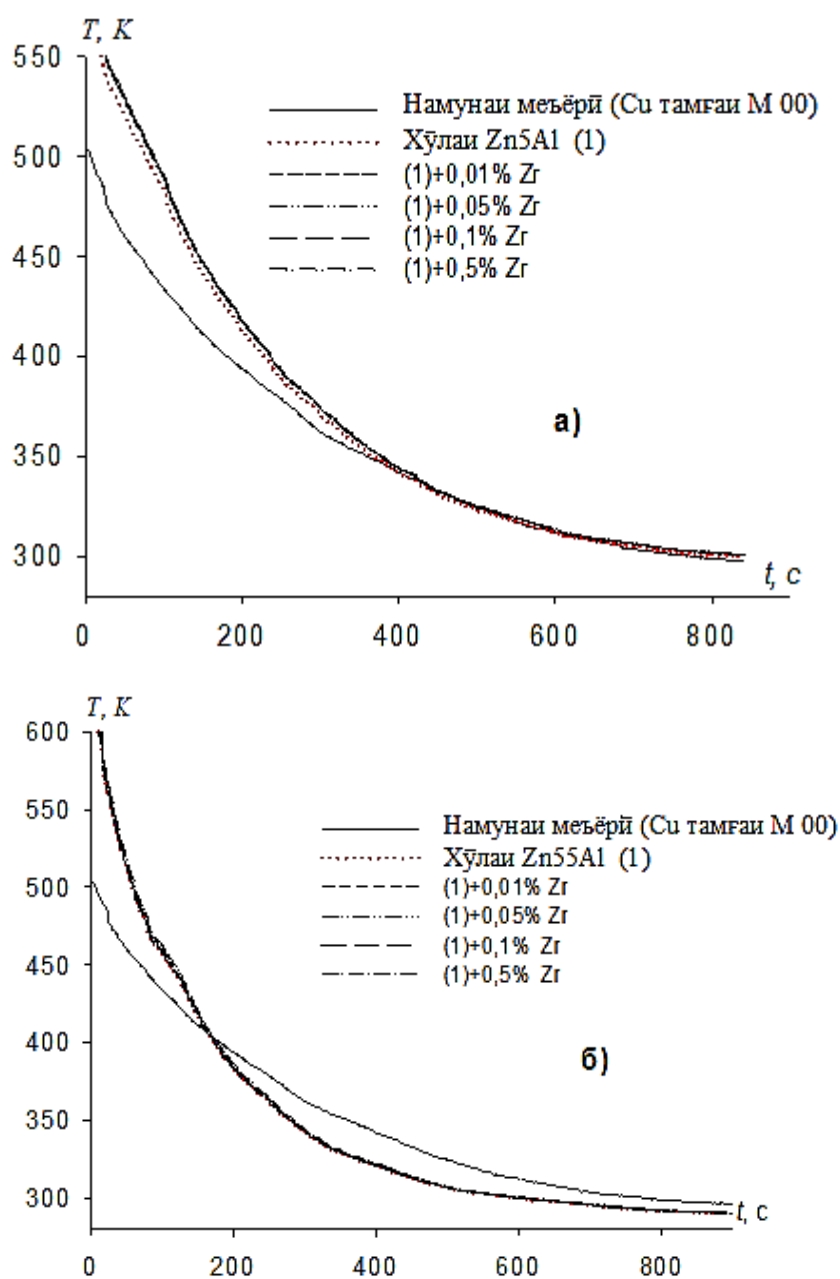 T, K
550
500
450
400
350
300
0
200
400
600
800
t, c
Намунаи меъёрӣ (Cu тамғаи М 00)
Хӯлаи Zn5Al (1)
(1)+0,01% Zr
(1)+0,05% Zr
(1)+0,1% Zr
(1)+0,5% Zr
а)
T, K
600
550
500
450
400
350
300
0
200
400
600
800
t, c
Намунаи меъёрӣ (Cu тамғаи М 00)
Хӯлаи Zn55Al (1)
(1)+0,01% Zr
(1)+0,05% Zr
(1)+0,1% Zr
(1)+0,5% Zr
б)